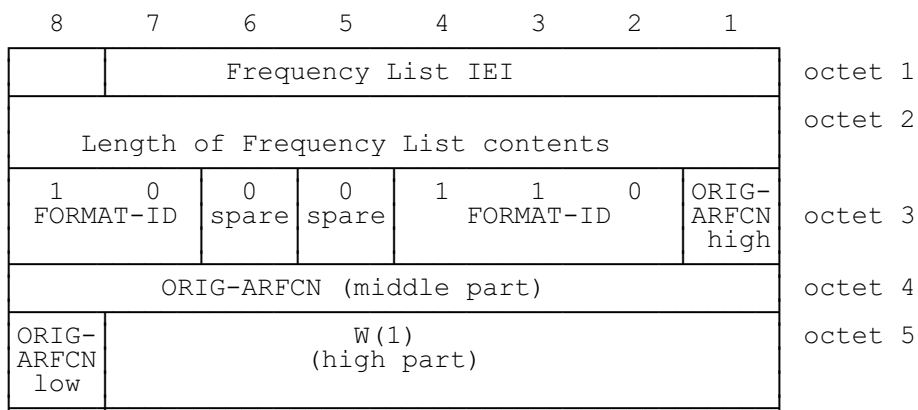 8 7 6 5 4 3 2 1
Frequency List IEI octet 1
octet 2
Length of Frequency List contents
1 0 0 0 1 1 0 ORIG-
FORMAT-ID spare spare FORMAT-ID ARFCN octet 3
high
ORIG-ARFCN (middle part) octet 4
ORIG- W(1) octet 5
ARFCN (high part)
low